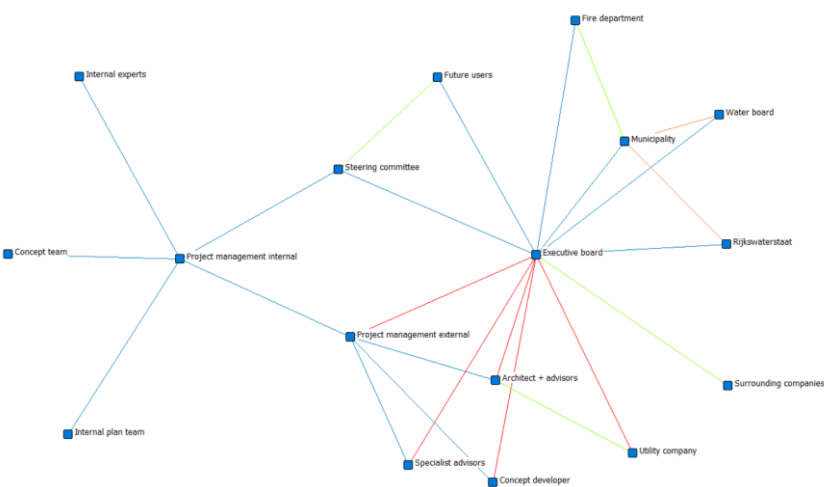 Fire department
Internal experts
Future users
Water board
Municipality
Steering committee
Rijkswaterstaat
Concept team
Project management internal
Executive board
Project management external
Architect + advisors
Surrounding companies
Internal plan team
Utility company
Specialist advisors
Concept developer